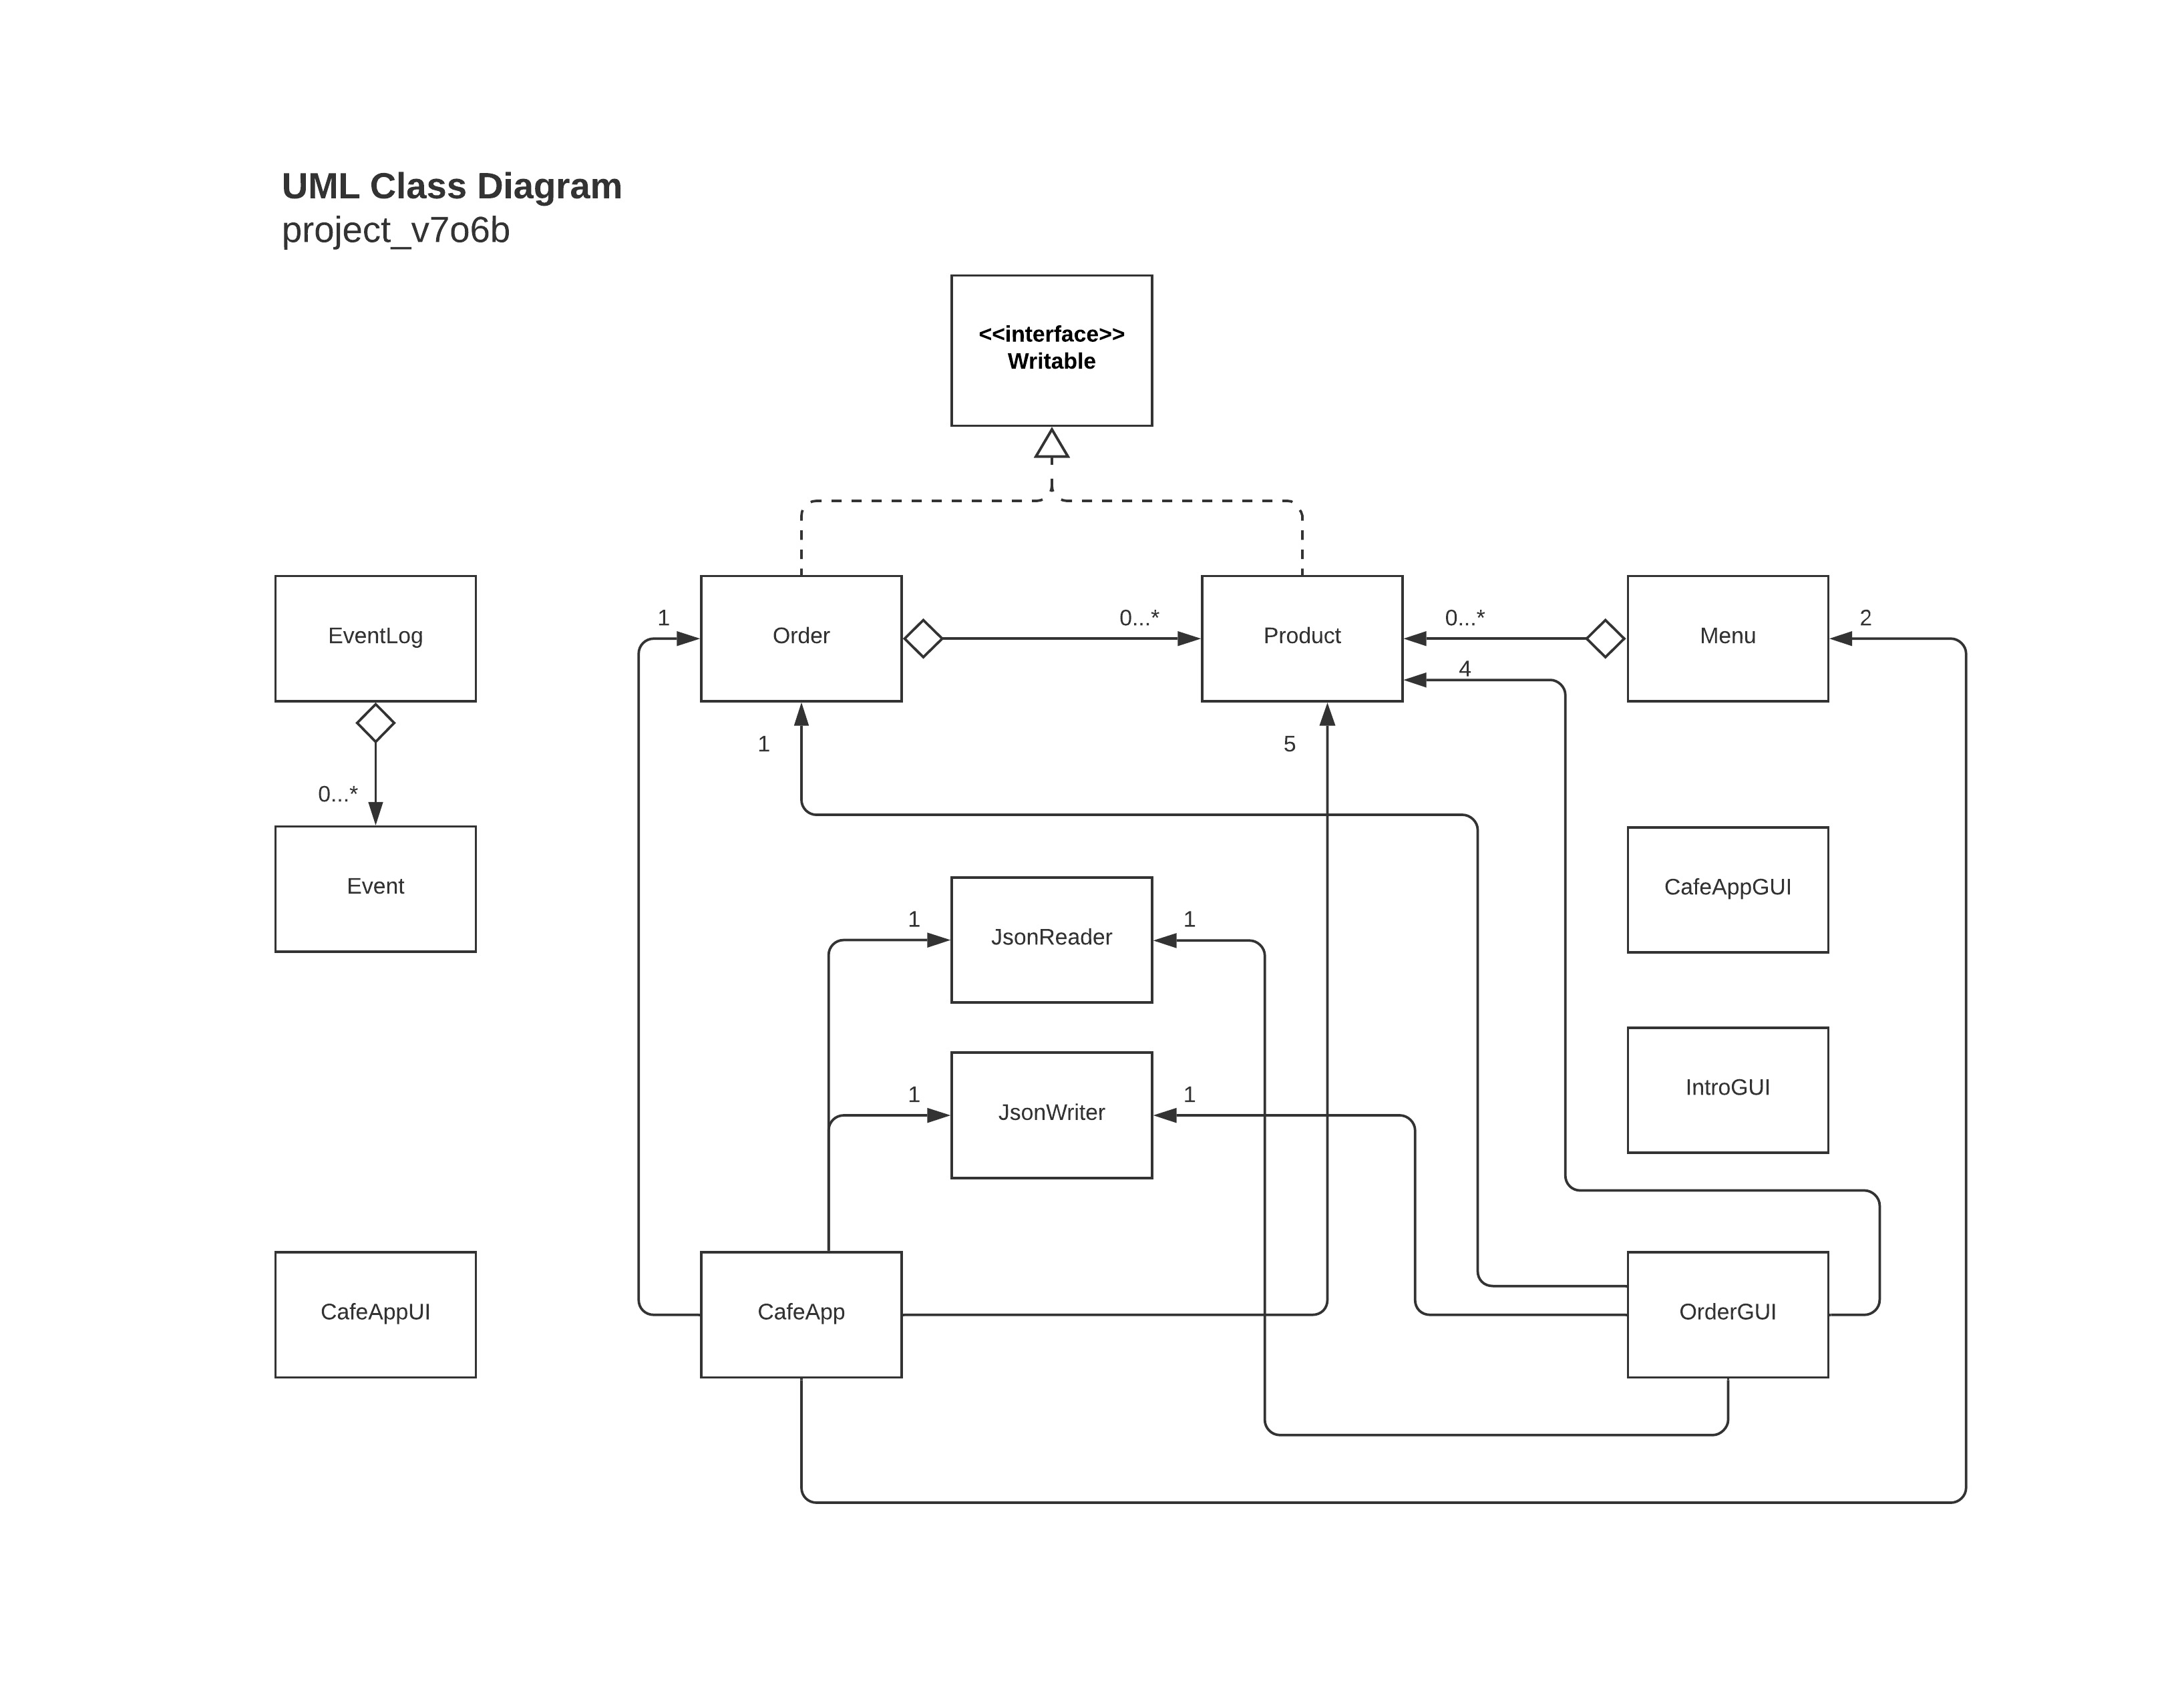 UML Class Diagram
project_v7o6b
<<interface>>
Writable
EventLog
1
Order
0...*
Product
0...*
Menu
2
4
1
5
0...*
Event
CafeAppGUI
1
JsonReader
1
IntroGUI
1
JsonWriter
1
CafeAppUI
CafeApp
OrderGUI